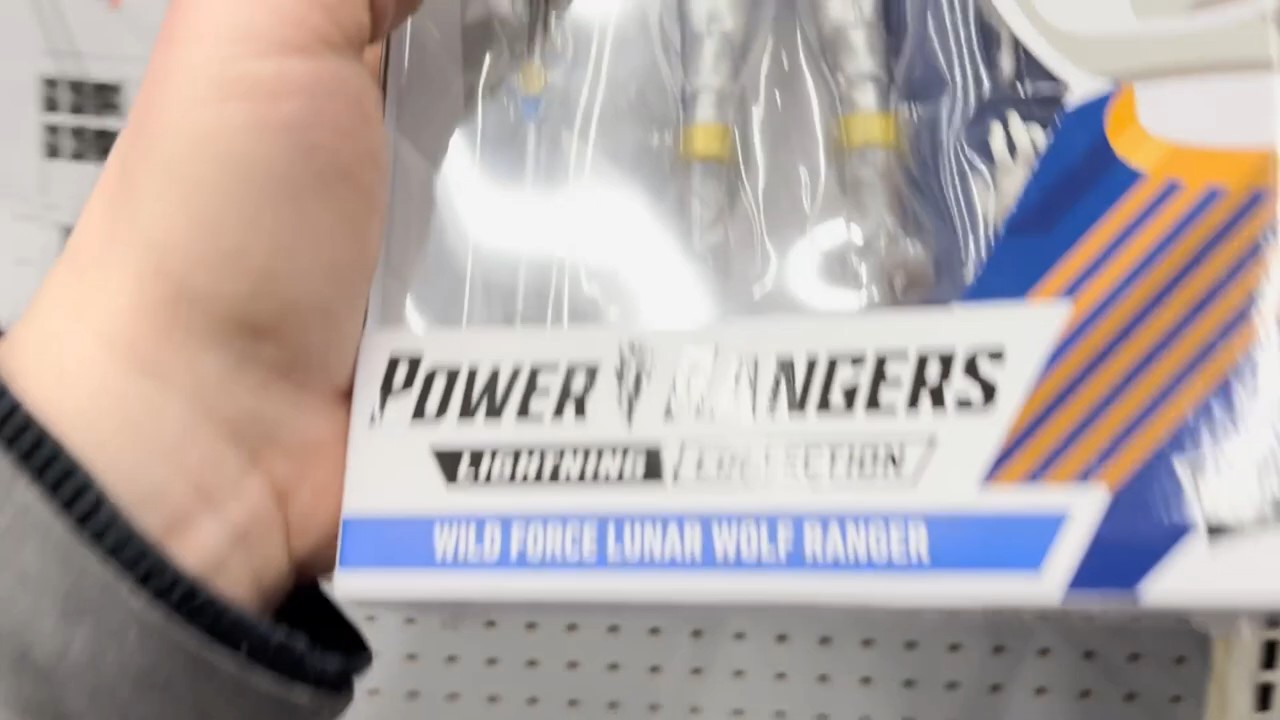 POWER RANGERS
LIGHTNING COLLECTION
WILD FORCE LUNAR WOLF RANGER